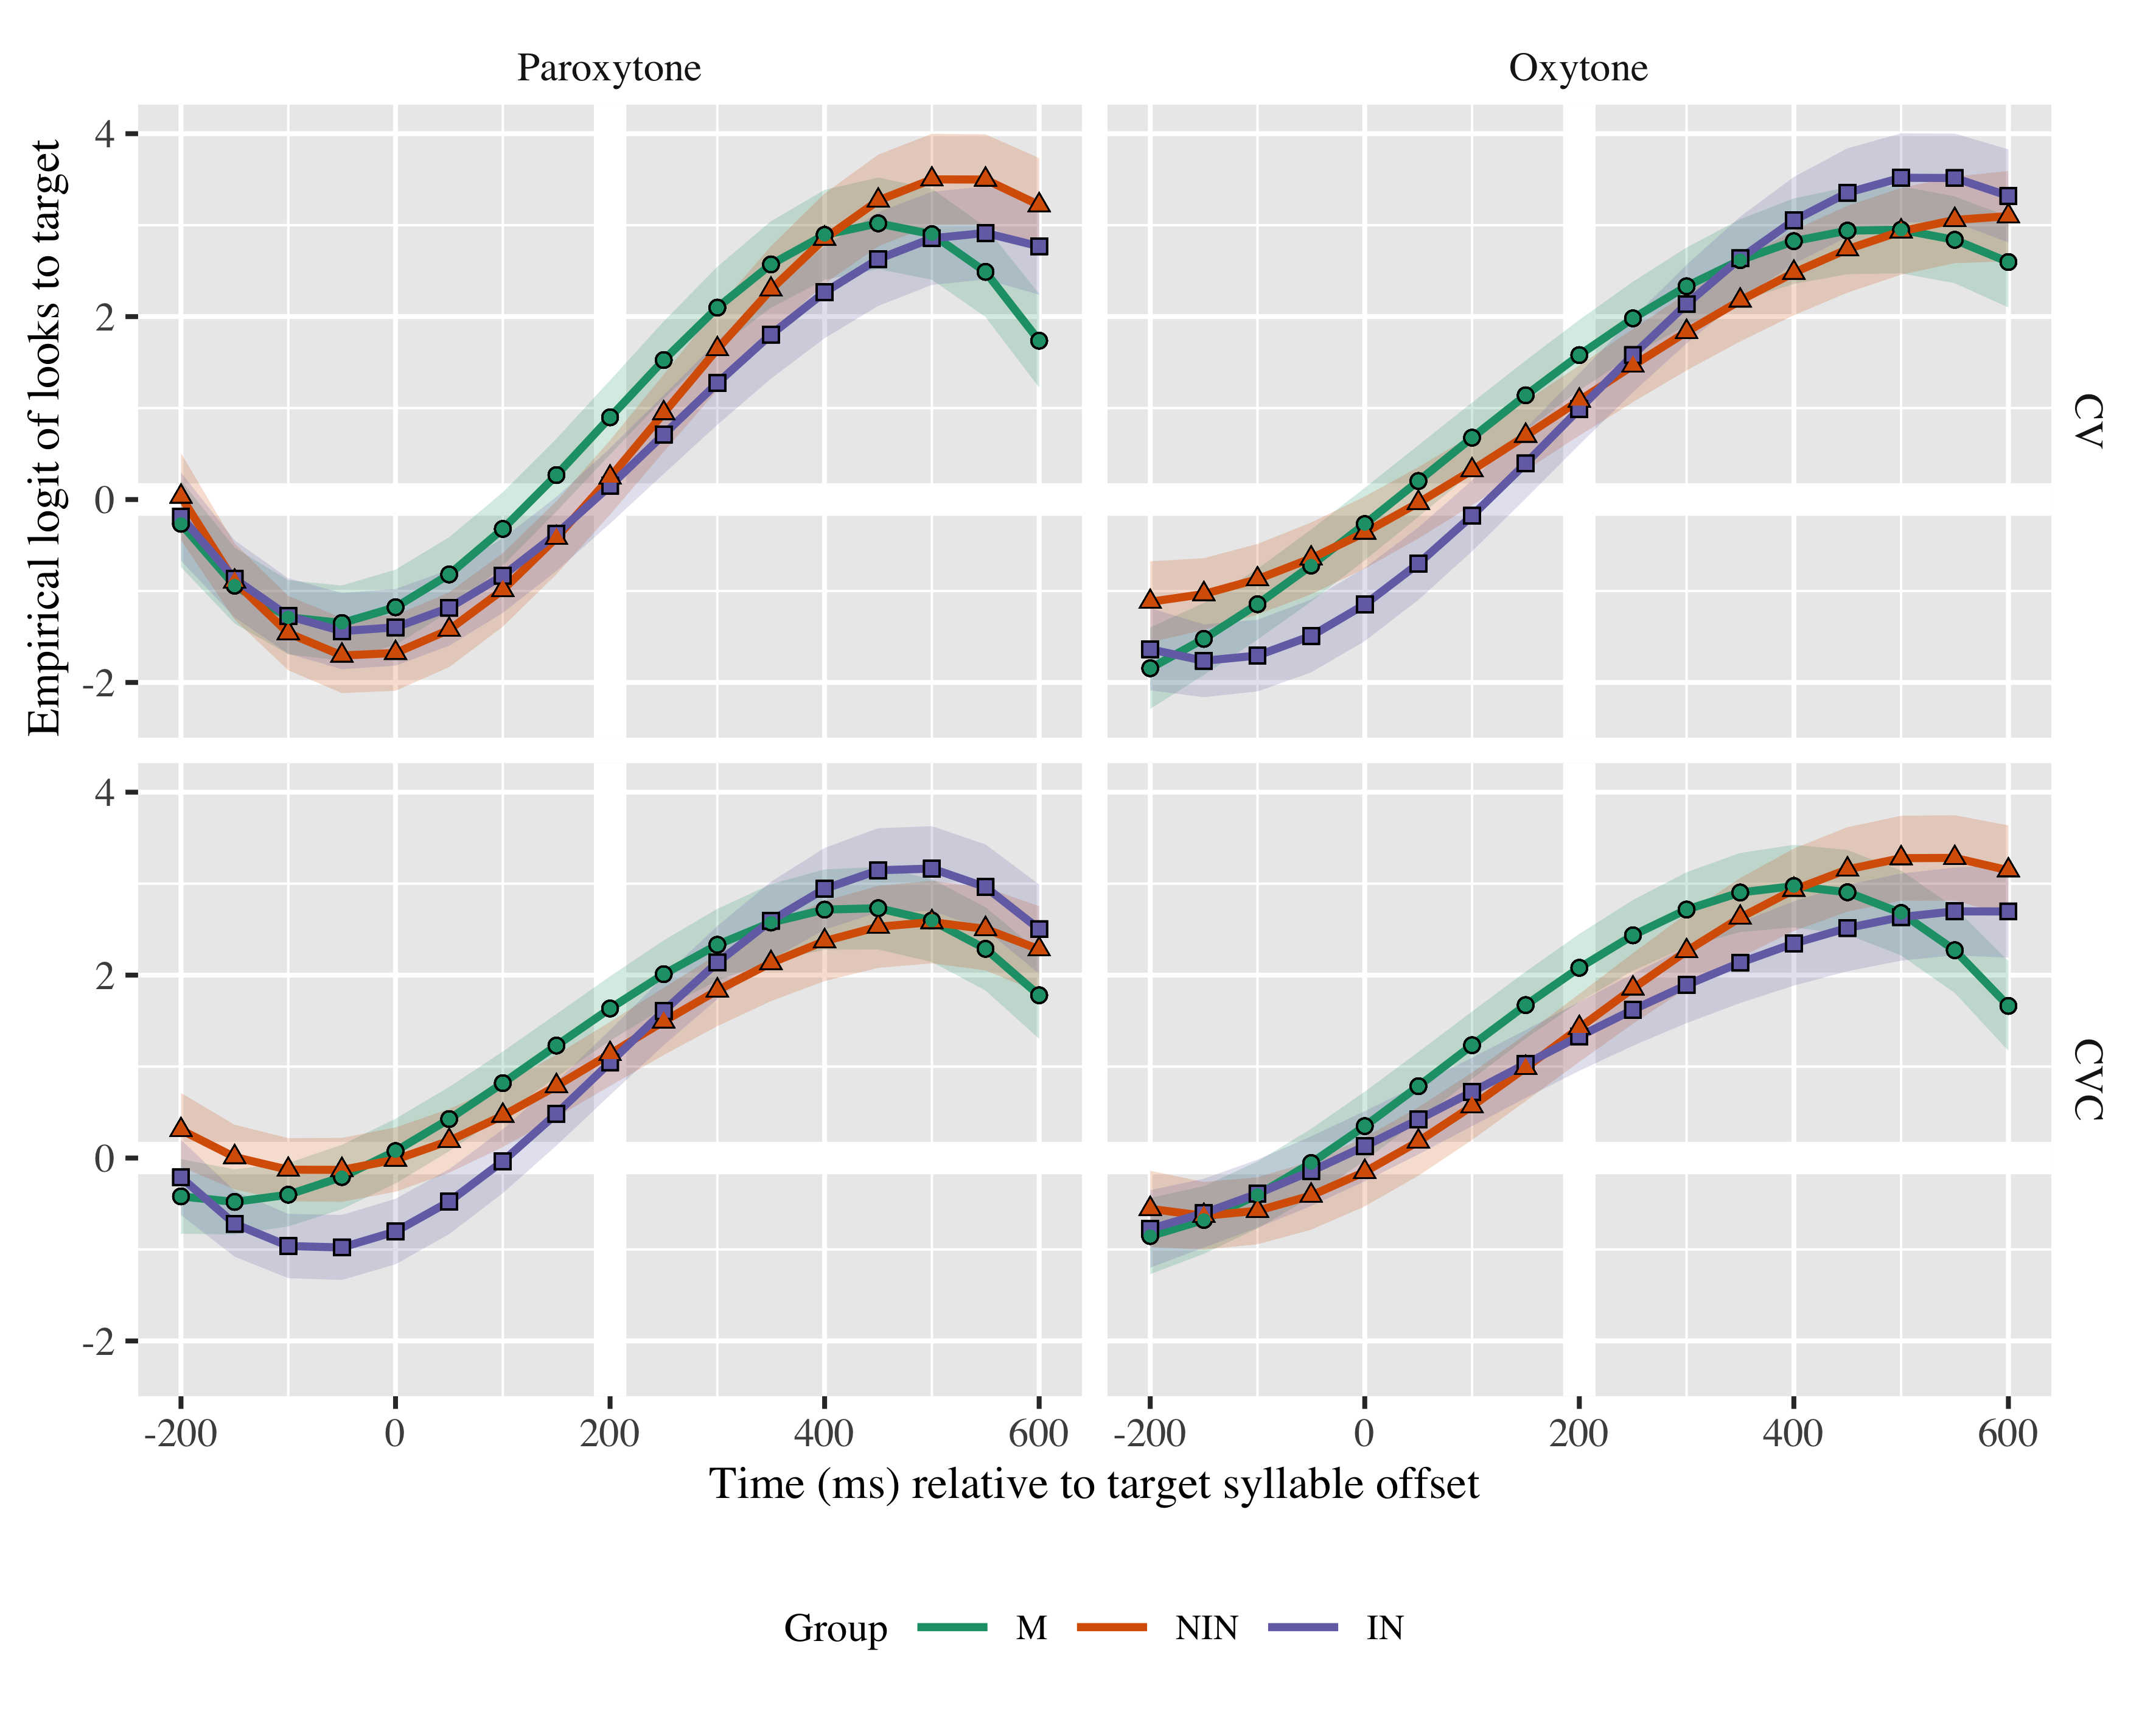 Paroxytone
Oxytone
Empirical logit of looks to target
4
2
0
-2
CV
4
2
0
-2
CVC
-200 0 200 400 600
-200 0 200 400 600
Time (ms) relative to target syllable offset
Group M NIN IN